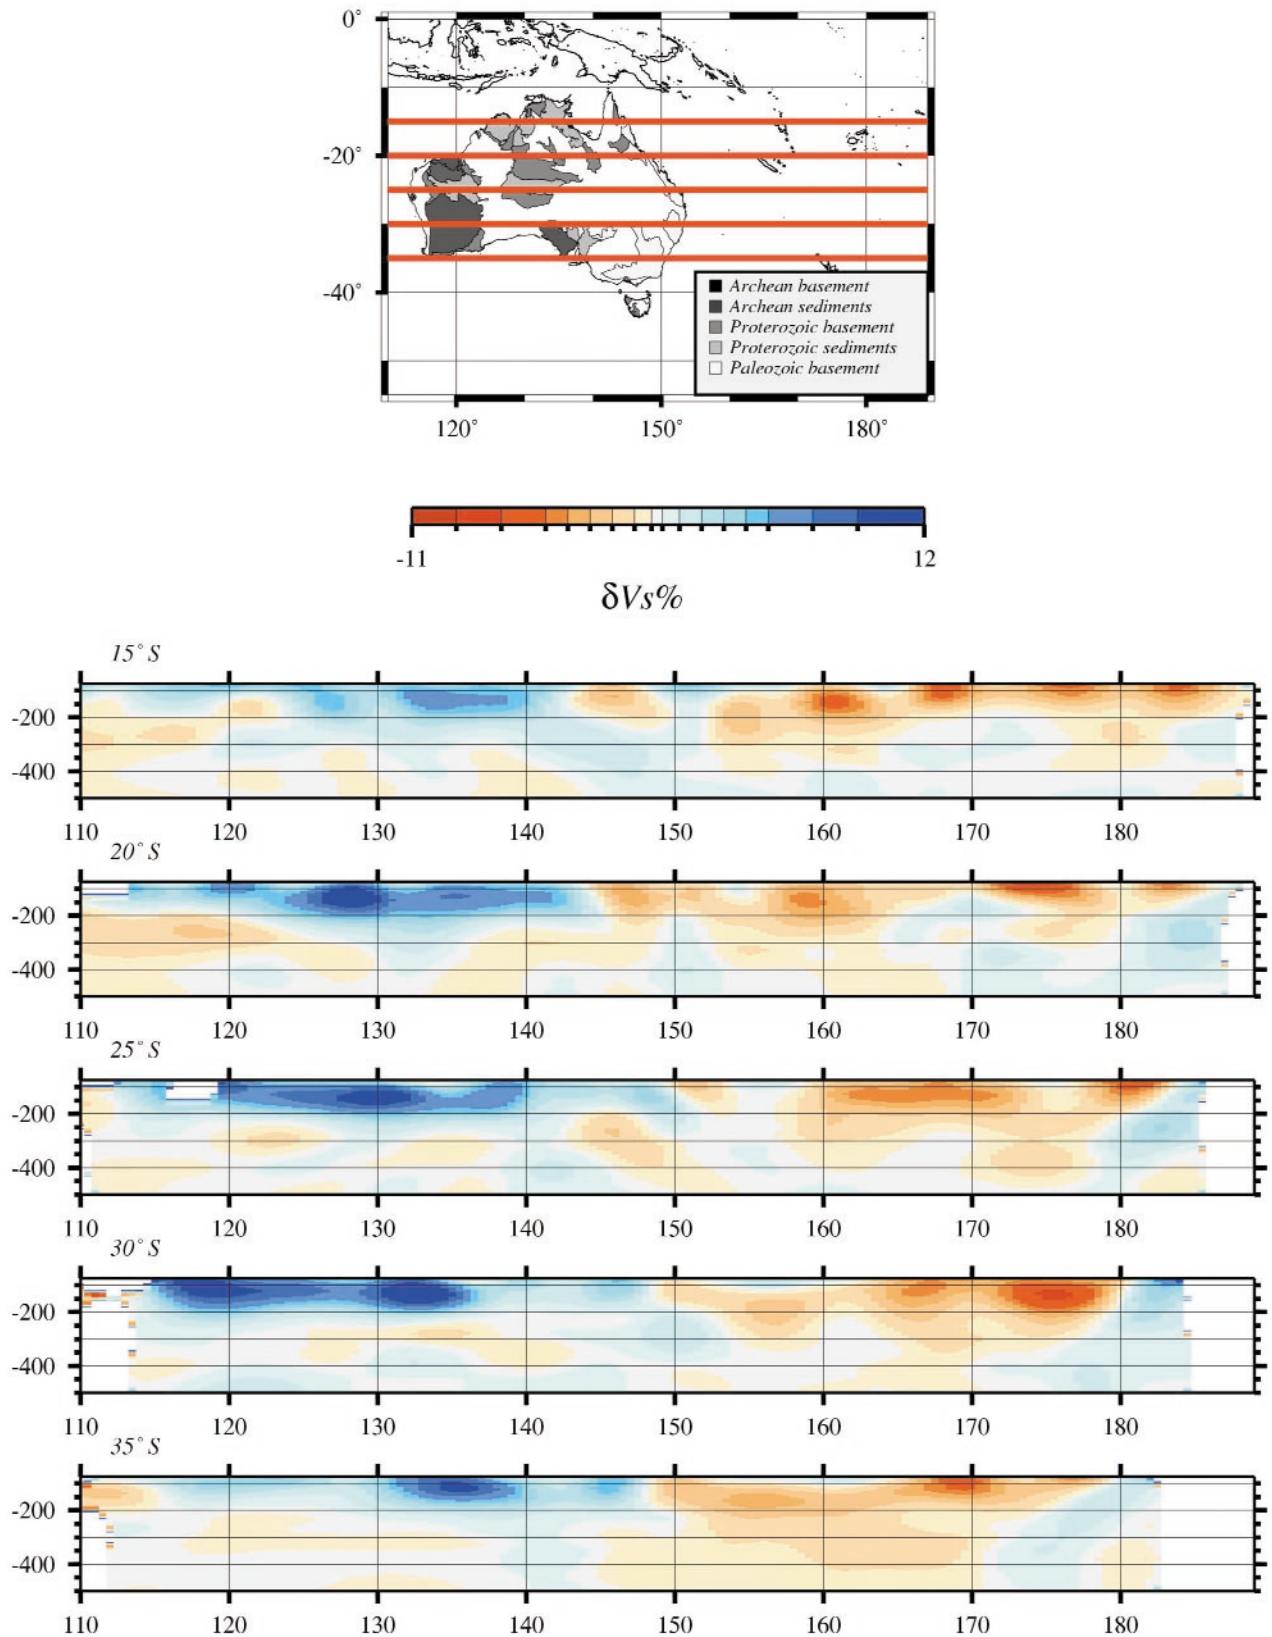 0°
-20°
-40°
Archean basement
Archean sediments
Proterozoic basement
Proterozoic sediments
Paleozoic basement
120° 150° 180°
-11 12
δVs%
15° S
-200
-400
110 120 130 140 150 160 170 180
20° S
-200
-400
110 120 130 140 150 160 170 180
25° S
-200
-400
110 120 130 140 150 160 170 180
30° S
-200
-400
110 120 130 140 150 160 170 180
35° S
-200
-400
110 120 130 140 150 160 170 180